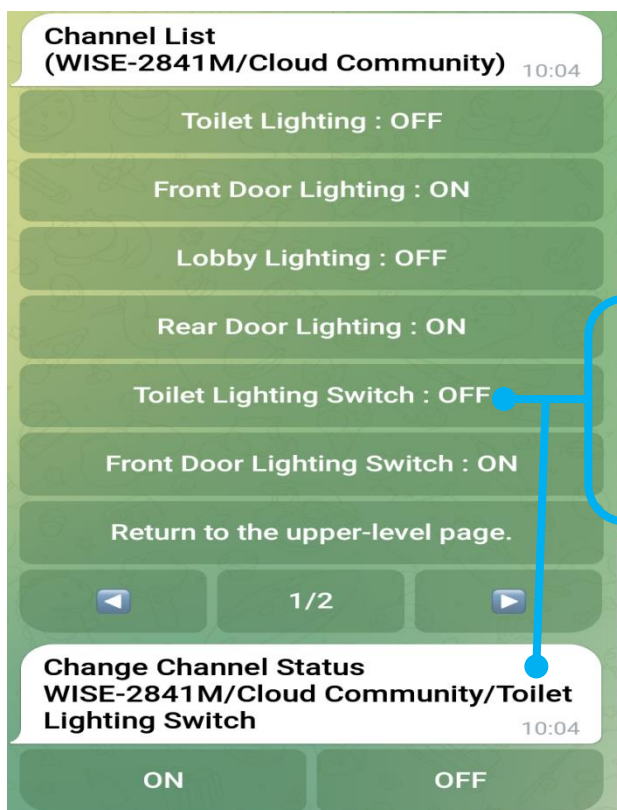 Channel List
(WISE-2841M/Cloud Community) 10:04
Toilet Lighting : OFF
Front Door Lighting : ON
Lobby Lighting : OFF
Rear Door Lighting : ON
Toilet Lighting Switch : OFF
Front Door Lighting Switch : ON
Return to the upper-level page.
1/2
Change Channel Status
WISE-2841M/Cloud Community/Toilet
Lighting Switch 10:04
ON OFF